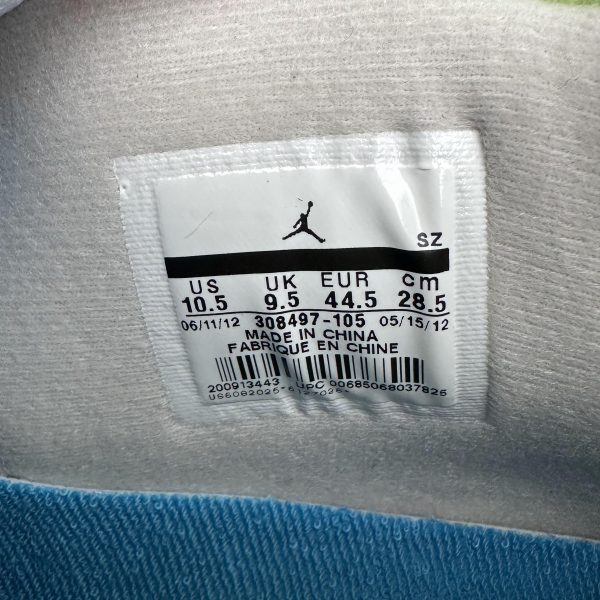 SZ
US UK EUR cm
10.5 9.5 44.5 28.5
06/11/12 308497-105 05/15/12
MADE IN CHINA
FABRIQUE EN CHINE
200913443 UPC 00685068037825